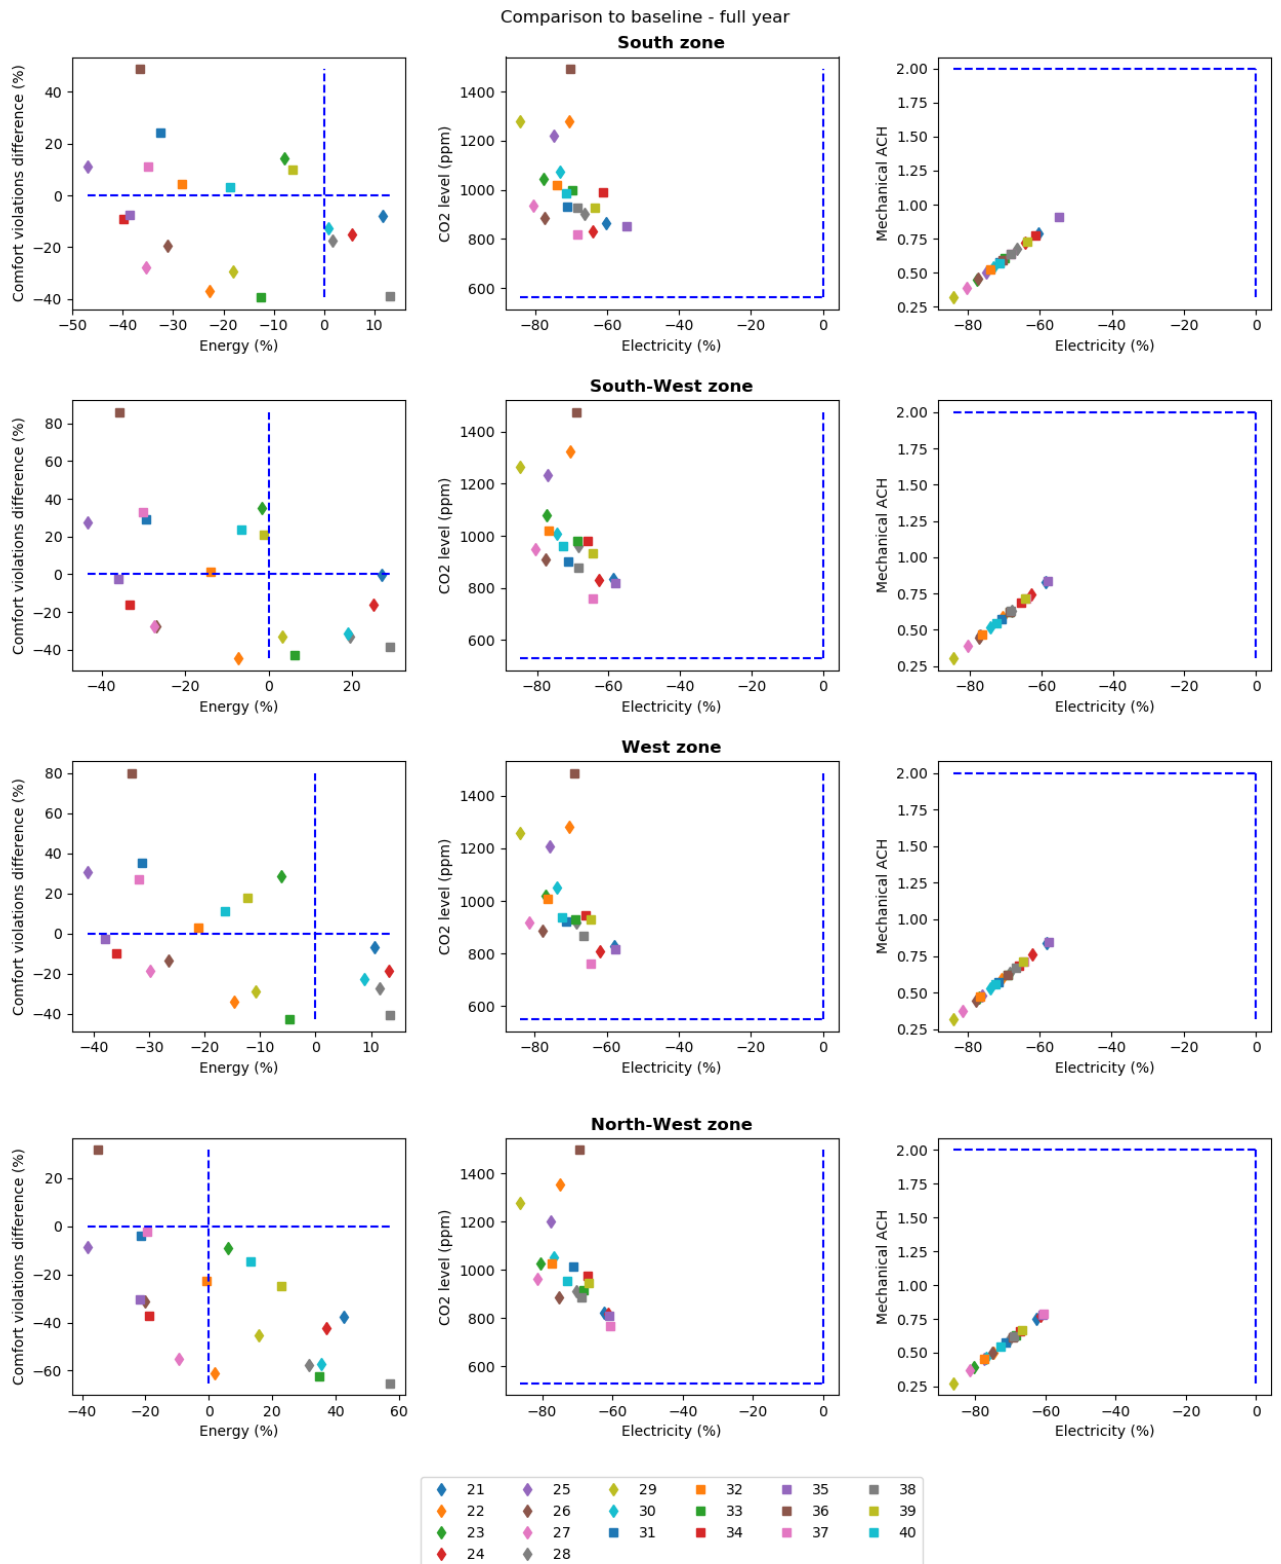 Comparison to baseline - full year
South zone
Comfort violations difference (%)
40
20
0
−20
−40
−50 −40 −30 −20 −10 0 10
Energy (%)
CO2 level (ppm)
1400
1200
1000
800
600
−80 −60 −40 −20 0
Electricity (%)
Mechanical ACH
2.00
1.75
1.50
1.25
1.00
0.75
0.50
0.25
−80 −60 −40 −20 0
Electricity (%)
South-West zone
Comfort violations difference (%)
80
60
40
20
0
−20
−40
−40 −20 0 20
Energy (%)
CO2 level (ppm)
1400
1200
1000
800
600
−80 −60 −40 −20 0
Electricity (%)
Mechanical ACH
2.00
1.75
1.50
1.25
1.00
0.75
0.50
0.25
−80 −60 −40 −20 0
Electricity (%)
West zone
Comfort violations difference (%)
80
60
40
20
0
−20
−40
−40 −30 −20 −10 0 10
Energy (%)
CO2 level (ppm)
1400
1200
1000
800
600
−80 −60 −40 −20 0
Electricity (%)
Mechanical ACH
2.00
1.75
1.50
1.25
1.00
0.75
0.50
0.25
−80 −60 −40 −20 0
Electricity (%)
North-West zone
Comfort violations difference (%)
20
0
−20
−40
−60
−40 −20 0 20 40 60
Energy (%)
CO2 level (ppm)
1400
1200
1000
800
600
−80 −60 −40 −20 0
Electricity (%)
Mechanical ACH
2.00
1.75
1.50
1.25
1.00
0.75
0.50
0.25
−80 −60 −40 −20 0
Electricity (%)
21 25 29 32 35 38
22 26 30 33 36 39
23 27 31 34 37 40
24 28